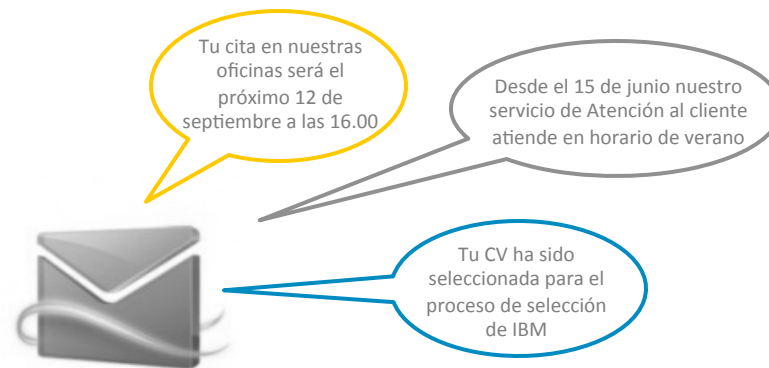 Tu cita en nuestras
oficinas será el
próximo 12 de
septiembre a las 16.00
Desde el 15 de junio nuestro
servicio de Atención al cliente
atiende en horario de verano
Tu CV ha sido
seleccionada para el
proceso de selección
de IBM